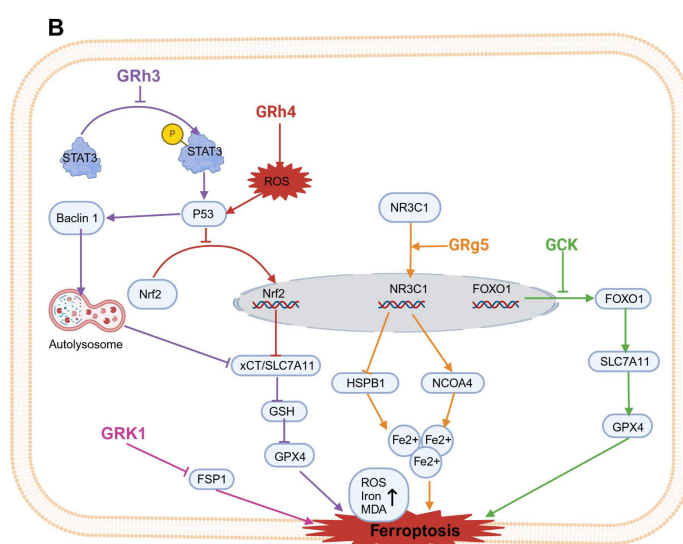 B
GRh3
GRh4
P
STAT3
STAT3
ROS
NR3C1
Baclin 1
P53
GRg5
GCK
Nrf2
Nrf2
NR3C1
FOXO1
FOXO1
Autolysosome
xCT/SLC7A11
SLC7A11
HSPB1
NCOA4
GSH
GPX4
GRK1
Fe2+
Fe2+
Fe2+
GPX4
FSP1
ROS
Iron
MDA
Ferroptosis